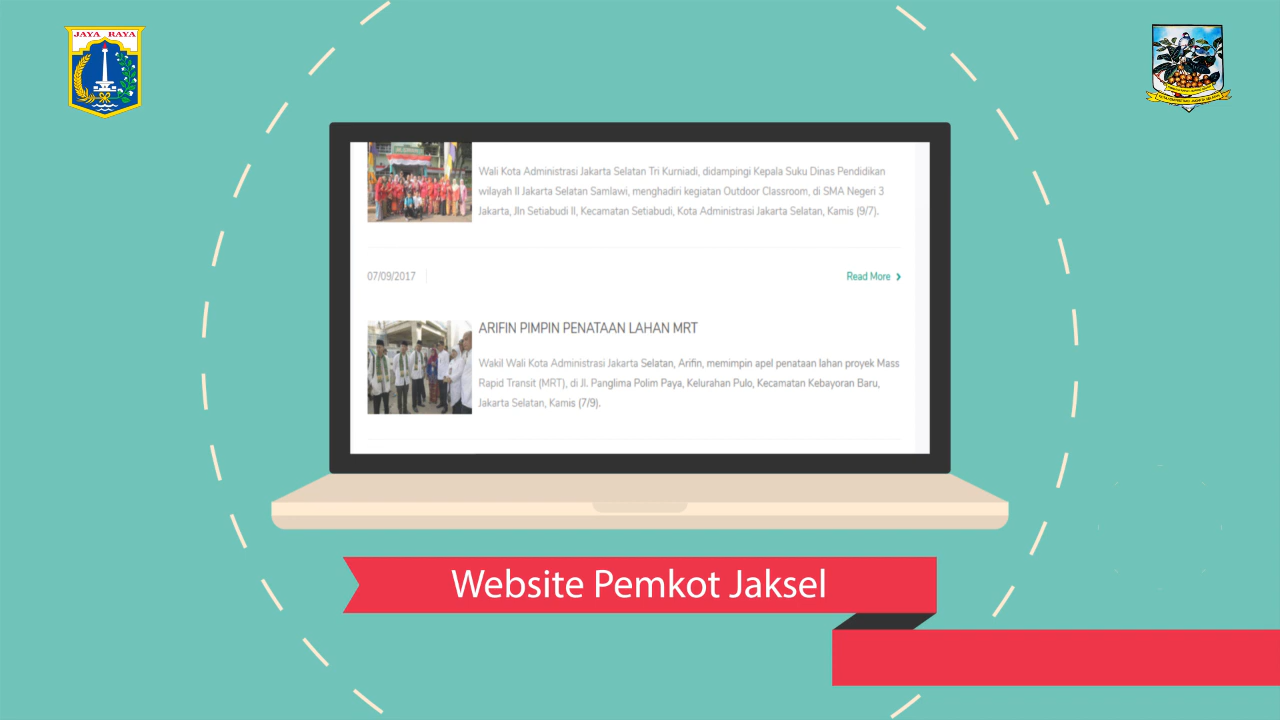 JAYA RAYA
Wali Kota Administrasi Jakarta Selatan Tri Kurniadi, didampingi Kepala Suku Dinas Pendidikan
wilayah II Jakarta Selatan Samlawi, menghadiri kegiatan Outdoor Classroom, di SMA Negeri 3
Jakarta, Jln Setiabudi II, Kecamatan Setiabudi, Kota Administrasi Jakarta Selatan, Kamis (9/7).
07/09/2017
Read More
ARIFIN PIMPIN PENATAAN LAHAN MRT
Wakil Wali Kota Administrasi Jakarta Selatan, Arifin, memimpin apel penataan lahan proyek Mass
Rapid Transit (MRT), di Jl. Panglima Polim Paya, Kelurahan Pulo, Kecamatan Kebayoran Baru,
Jakarta Selatan, Kamis (7/9).
Website Pemkot Jaksel